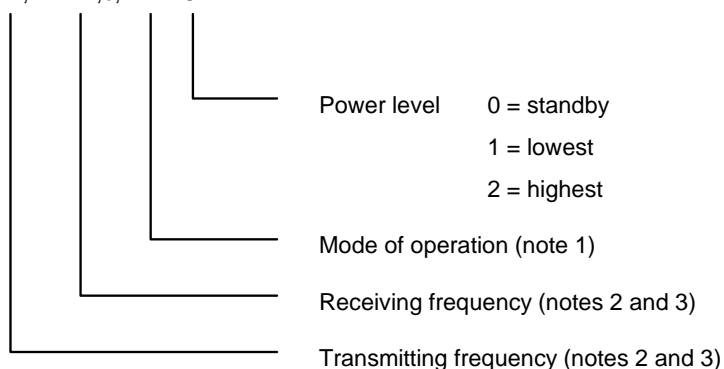 Power level 0 = standby
1 = lowest
2 = highest
Mode of operation (note 1)
Receiving frequency (notes 2 and 3)
Transmitting frequency (notes 2 and 3)